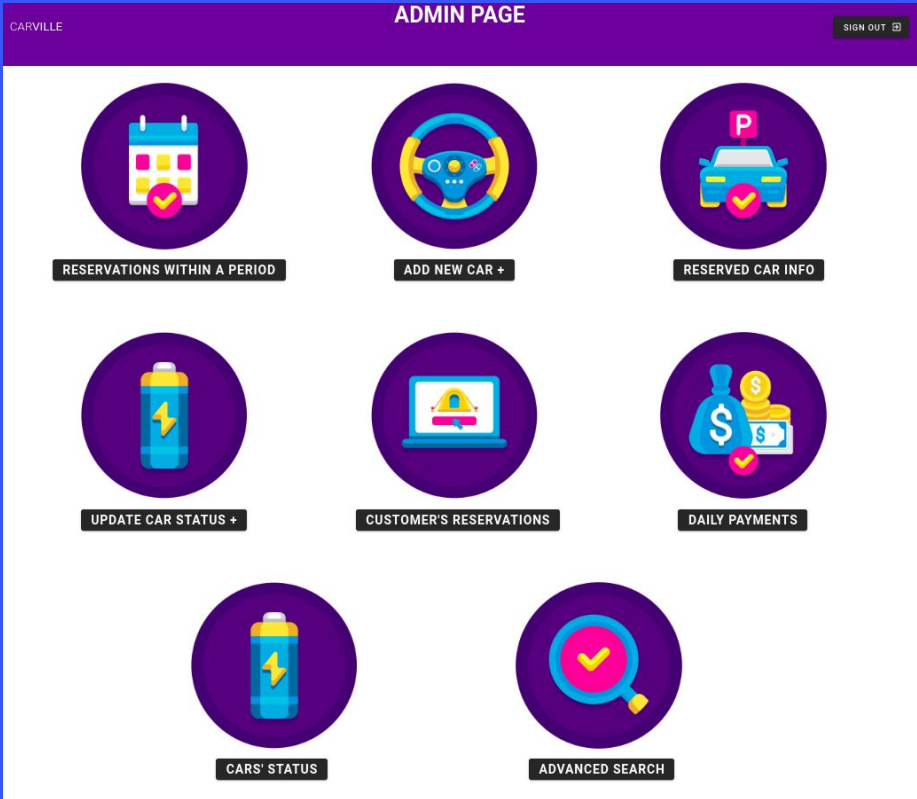 CARVILLE
ADMIN PAGE
SIGN OUT
P
RESERVATIONS WITHIN A PERIOD
ADD NEW CAR +
RESERVED CAR INFO
$
$
$
UPDATE CAR STATUS +
CUSTOMER'S RESERVATIONS
DAILY PAYMENTS
CARS' STATUS
ADVANCED SEARCH